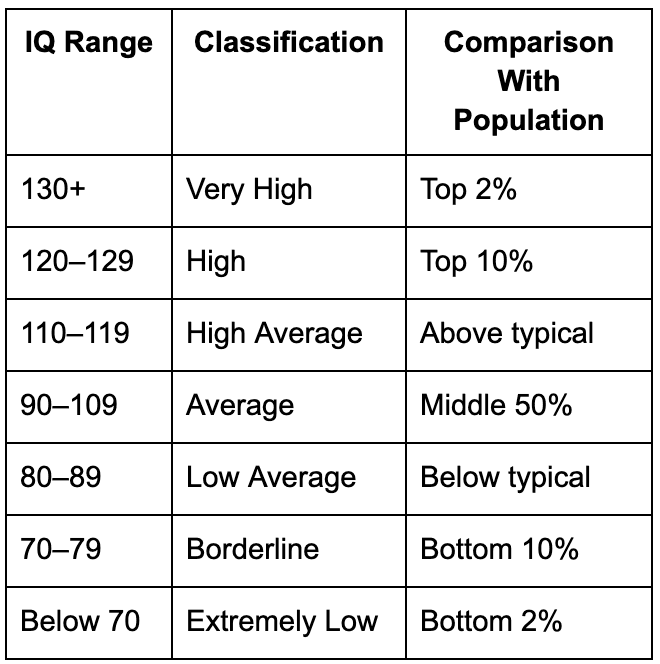 IQ Range Classification Comparison
With
Population
130+ Very High Top 2%
120–129 High Top 10%
110–119 High Average Above typical
90–109 Average Middle 50%
80–89 Low Average Below typical
70–79 Borderline Bottom 10%
Below 70 Extremely Low Bottom 2%